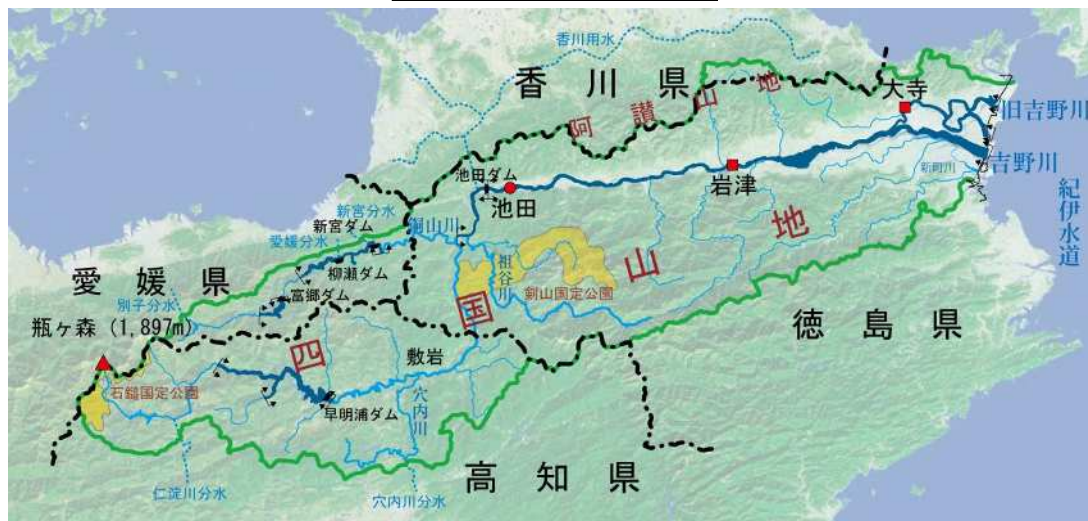 香川用水
香川県
阿讃山地
大寺
旧吉野川
吉野川
新町川
紀伊水道
岩津
池田ダム
池田
新宮分水
新宮ダム
銅山川
愛媛分水
柳瀬ダム
富郷ダム
愛媛県
別子分水
瓶ヶ森（1,897m）
祖谷川
剣山国定公園
四国山地
徳島県
敷岩
石鎚国定公園
早明浦ダム
穴内川
高知県
仁淀川分水
穴内川分水